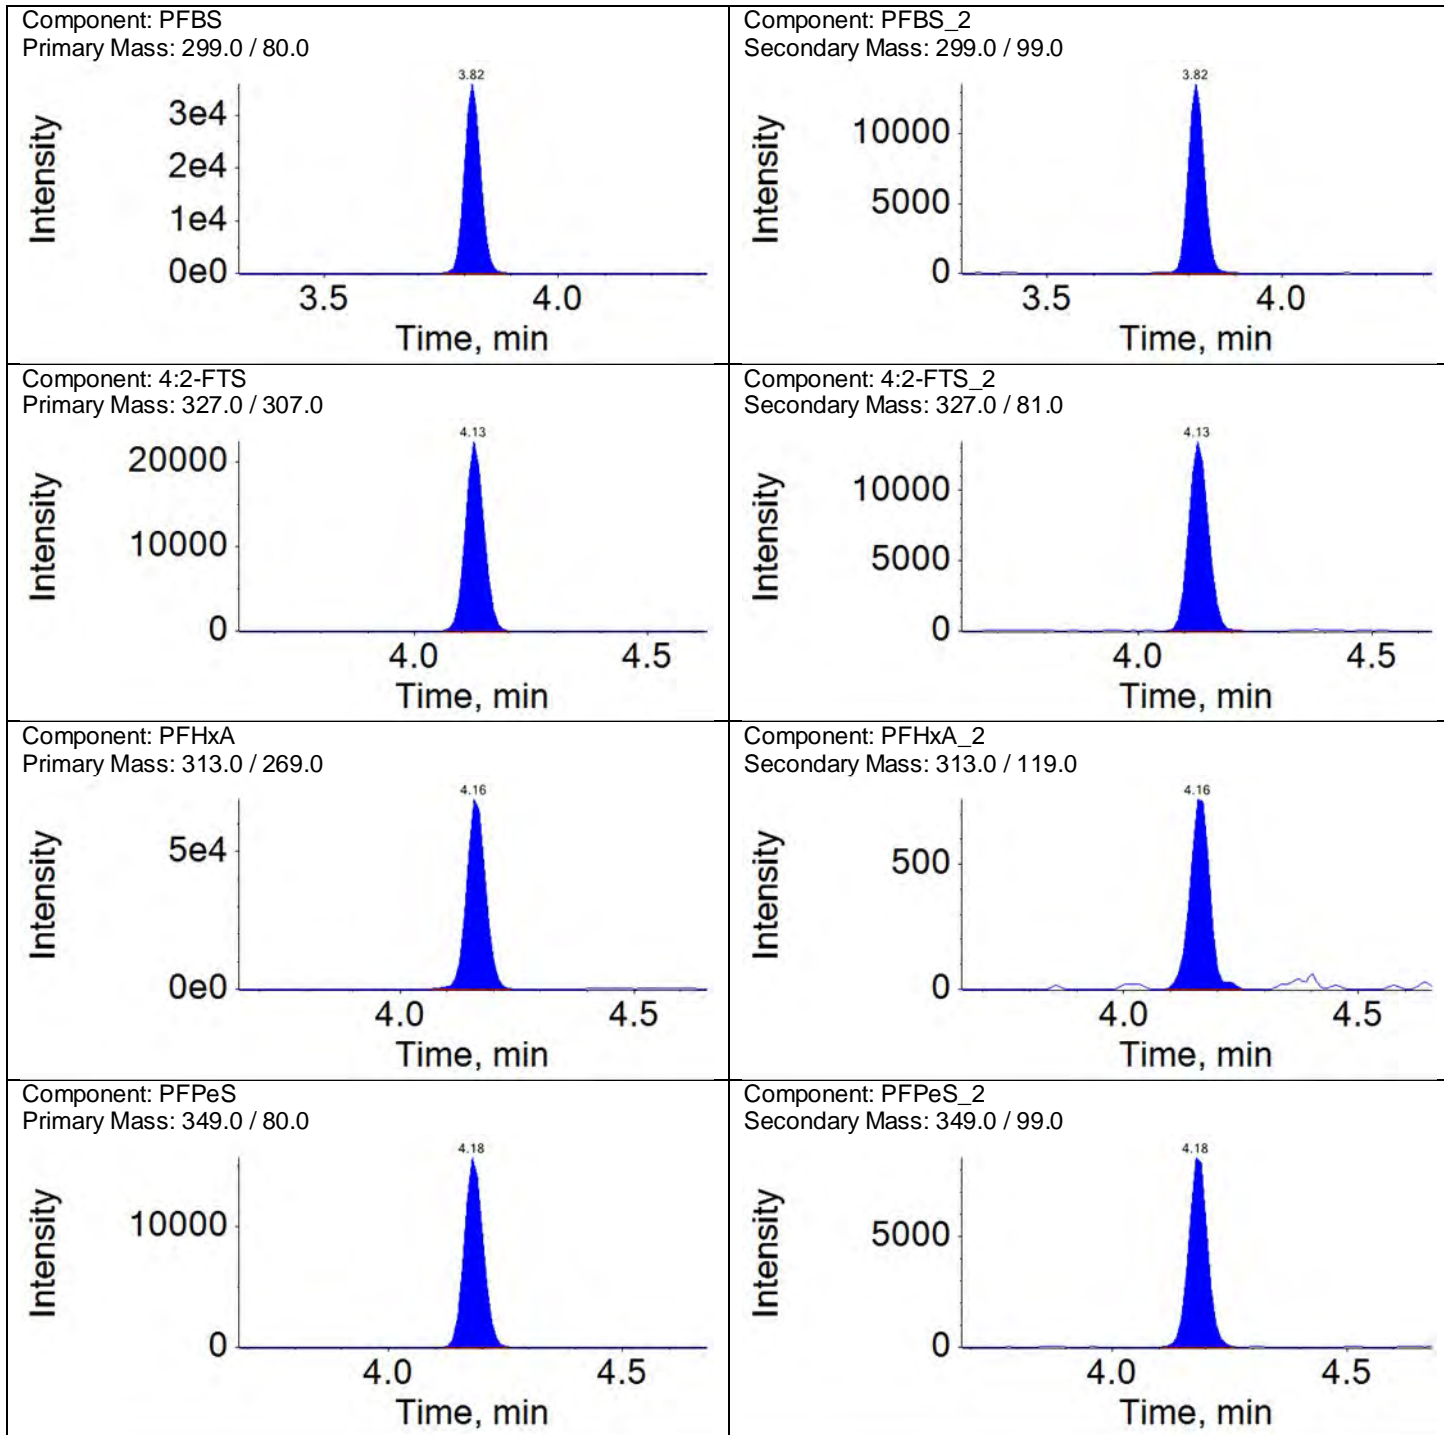 Component: PFBS
Primary Mass: 299.0 / 80.0
3.82
3e4
2e4
1e4
0e0
Intensity
3.5
4.0
Time, min
Component: PFBS_2
Secondary Mass: 299.0 / 99.0
3.82
10000
5000
0
Intensity
3.5
4.0
Time, min
Component: 4:2-FTS
Primary Mass: 327.0 / 307.0
4.13
20000
10000
0
Intensity
4.0
4.5
Time, min
Component: 4:2-FTS_2
Secondary Mass: 327.0 / 81.0
4.13
10000
5000
0
Intensity
4.0
4.5
Time, min
Component: PFHxA
Primary Mass: 313.0 / 269.0
4.16
5e4
0e0
Intensity
4.0
4.5
Time, min
Component: PFHxA_2
Secondary Mass: 313.0 / 119.0
4.16
500
0
Intensity
4.0
4.5
Time, min
Component: PFPeS
Primary Mass: 349.0 / 80.0
4.18
10000
0
Intensity
4.0
4.5
Time, min
Component: PFPeS_2
Secondary Mass: 349.0 / 99.0
4.18
5000
0
Intensity
4.0
4.5
Time, min